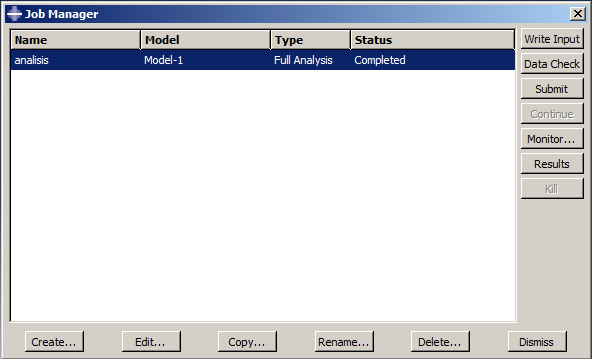 Job Manager
Name Model Type Status
analisis Model-1 Full Analysis Completed
Write Input
Data Check
Submit
Continue
Monitor...
Results
Kill
Create... Edit... Copy... Rename... Delete... Dismiss